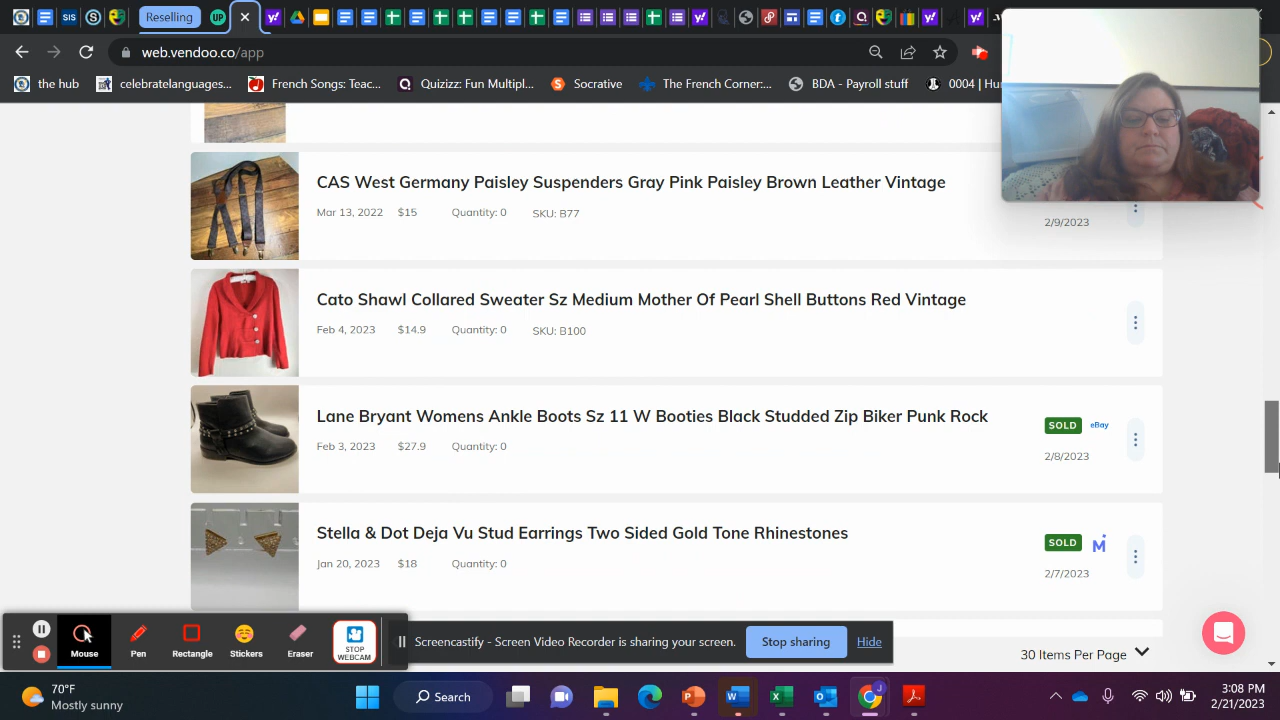 Reselling UP
web.vendoo.co/app
the hub celebratelanguages... French Songs: Teac... Quizizz: Fun Multipl... Socrative The French Corner:... BDA - Payroll stuff 0004 | Hu
CAS West Germany Paisley Suspenders Gray Pink Paisley Brown Leather Vintage
Mar 13, 2022 $15 Quantity: 0 SKU: B77
2/9/2023
Cato Shawl Collared Sweater Sz Medium Mother Of Pearl Shell Buttons Red Vintage
Feb 4, 2023 $14.9 Quantity: 0 SKU: B100
Lane Bryant Womens Ankle Boots Sz 11 W Booties Black Studded Zip Biker Punk Rock
SOLD eBay
Feb 3, 2023 $27.9 Quantity: 0
2/8/2023
Stella & Dot Deja Vu Stud Earrings Two Sided Gold Tone Rhinestones
SOLD
Jan 20, 2023 $18 Quantity: 0
2/7/2023
Mouse Pen Rectangle Stickers Eraser STOP WEBCAM
Screencastify - Screen Video Recorder is sharing your screen. Stop sharing Hide
30 Items Per Page
70°F
Mostly sunny
Search
3:08 PM
2/21/2023